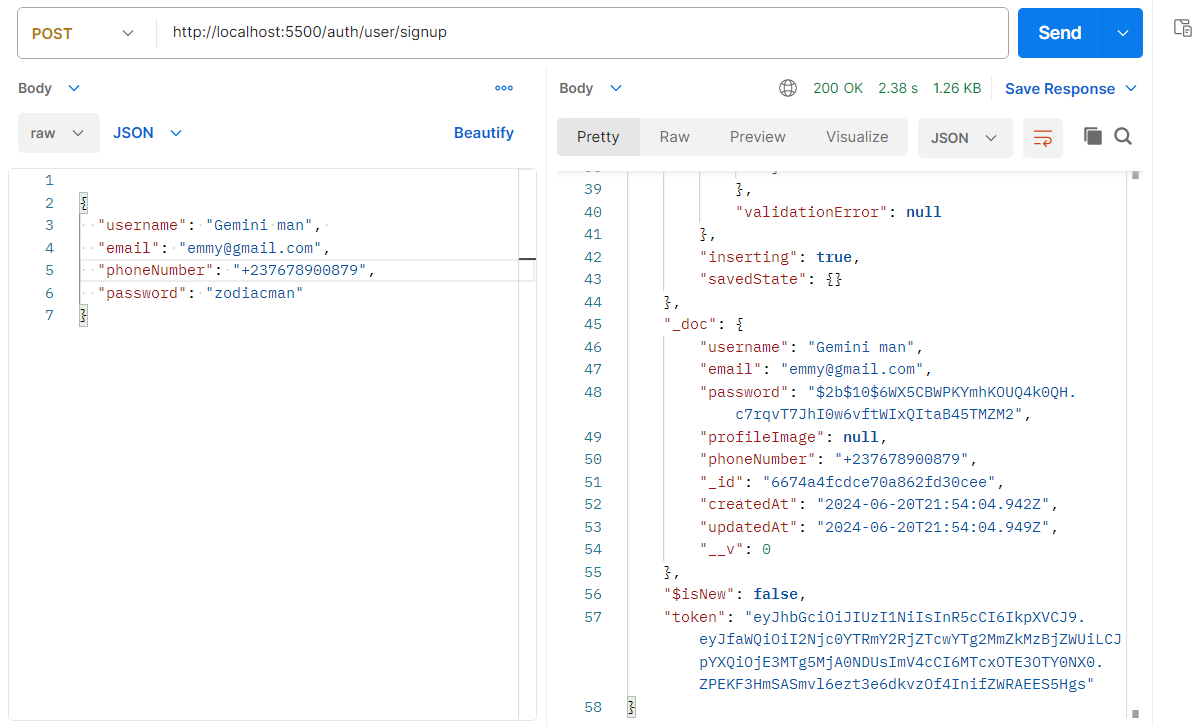 POST http://localhost:5500/auth/user/signup Send
Body
raw JSON Beautify
1
2 {
3 "username": "Gemini man",
4 "email": "emmy@gmail.com",
5 "phoneNumber": "+237678900879",
6 "password": "zodiacman"
7 }
Body 200 OK 2.38 s 1.26 KB Save Response
Pretty Raw Preview Visualize JSON
39 },
40 "validationError": null
41 },
42 "inserting": true,
43 "savedState": {}
44 },
45 "_doc": {
46 "username": "Gemini man",
47 "email": "emmy@gmail.com",
48 "password": "$2b$10$6WX5CBWPKYmhKOUQ4k0QH.
c7rqvT7JhI0w6vftWIxQItaB45TMZM2",
49 "profileImage": null,
50 "phoneNumber": "+237678900879",
51 "_id": "6674a4fcdce70a862fd30cee",
52 "createdAt": "2024-06-20T21:54:04.942Z",
53 "updatedAt": "2024-06-20T21:54:04.949Z",
54 "__v": 0
55 },
56 "$isNew": false,
57 "token": "eyJhbGciOiJIUzI1NiIsInR5cCI6IkpXVCJ9.
eyJfaWQiOiI2Njc0YTRmY2RjZTcwYTg2MmZkMzBjZWUiLCJ
pYXQiOjE3MTg5MjA0NDUsImV4cCI6MTcxOTE3OTY0NX0.
ZPEKF3HmSASmvl6ezt3e6dkvzOf4InifZWRAEES5Hgs"
58 }